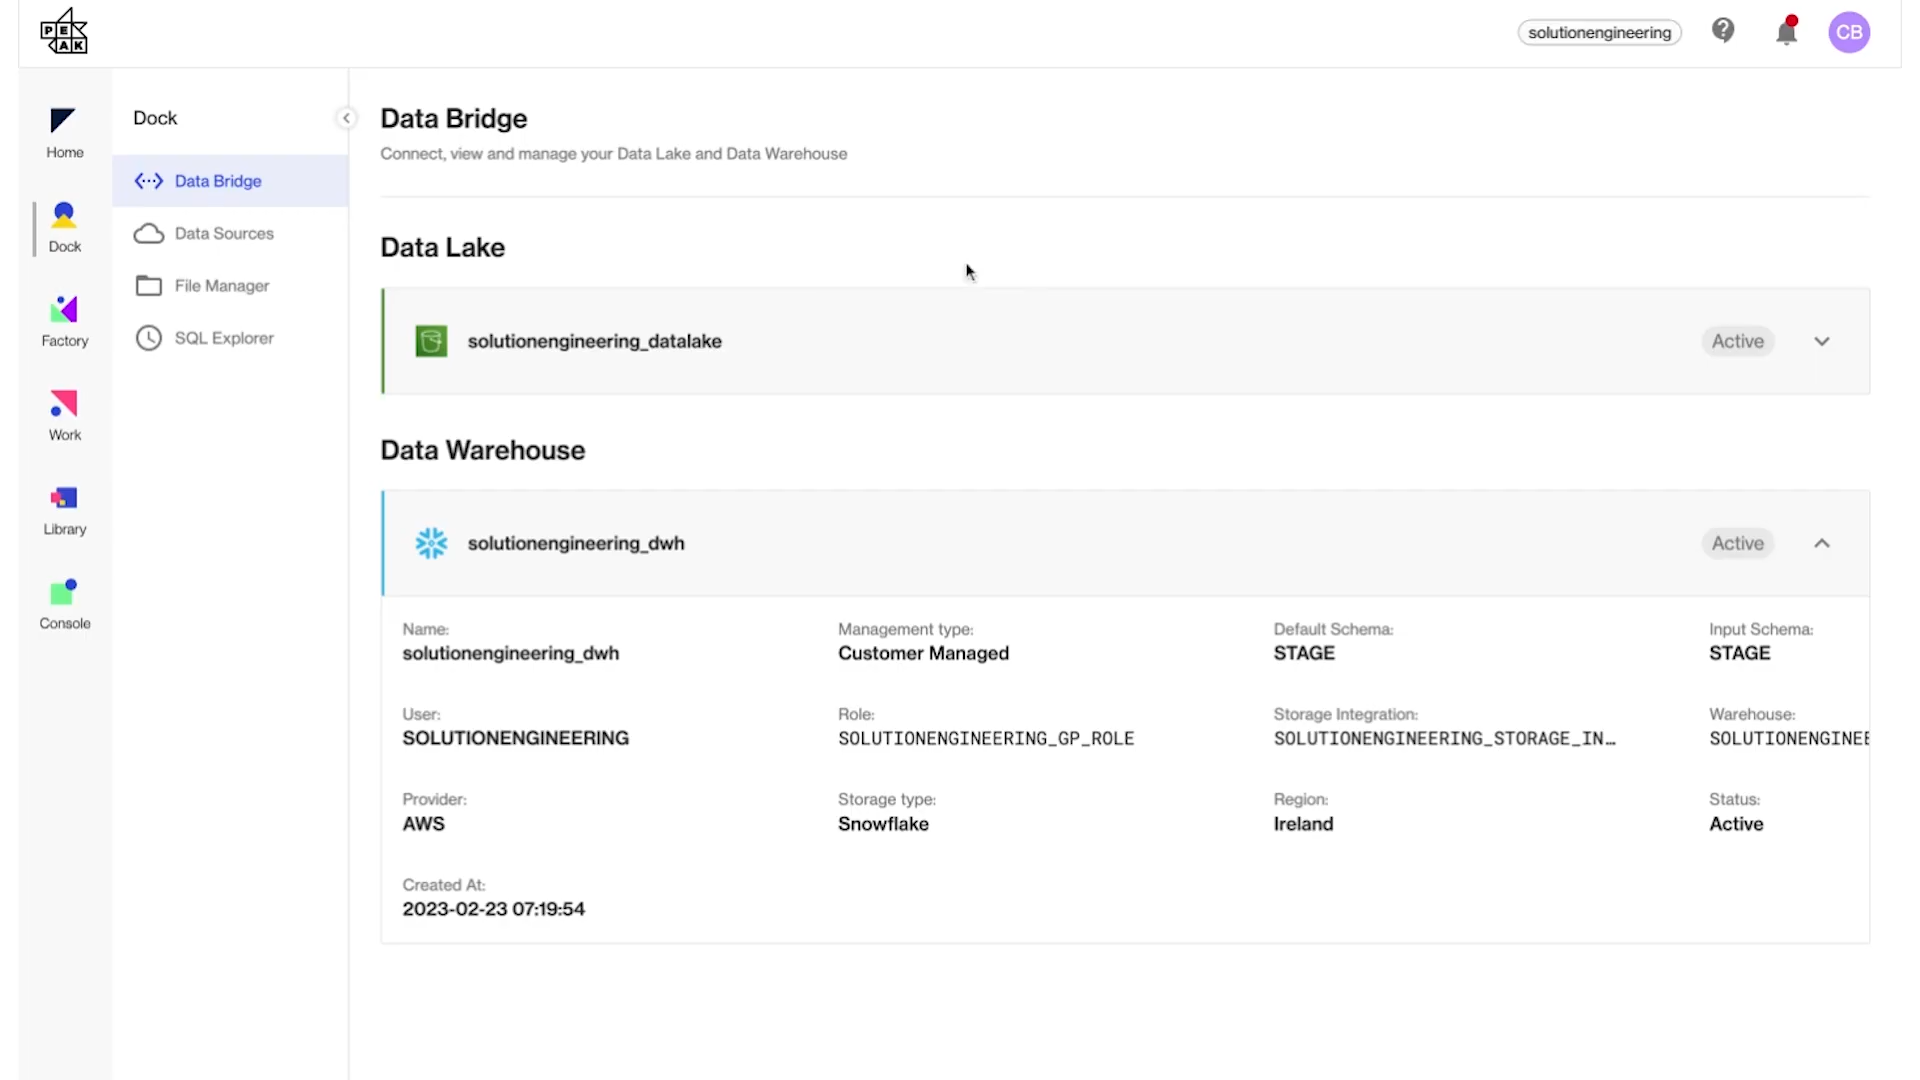 PEAK
solutionengineering
CB
Home
Dock
Factory
Work
Library
Console
Dock
Data Bridge
Data Sources
File Manager
SQL Explorer
Data Bridge
Connect, view and manage your Data Lake and Data Warehouse
Data Lake
solutionengineering_datalake
Active
Data Warehouse
solutionengineering_dwh
Active
Name:
solutionengineering_dwh
Management type:
Customer Managed
Default Schema:
STAGE
Input Schema:
STAGE
User:
SOLUTIONENGINEERING
Role:
SOLUTIONENGINEERING_GP_ROLE
Storage Integration:
SOLUTIONENGINEERING_STORAGE_IN…
Warehouse:
SOLUTIONENGINEE
Provider:
AWS
Storage type:
Snowflake
Region:
Ireland
Status:
Active
Created At:
2023-02-23 07:19:54